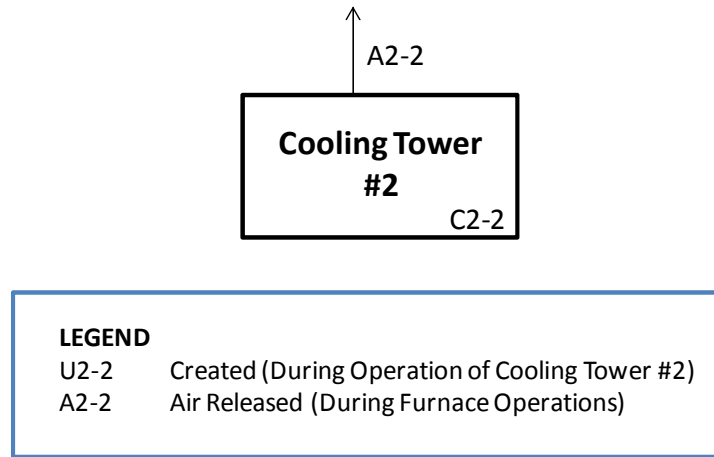 A2-2
Cooling Tower
#2
C2-2
LEGEND
U2-2 Created (During Operation of Cooling Tower #2)
A2-2 Air Released (During Furnace Operations)